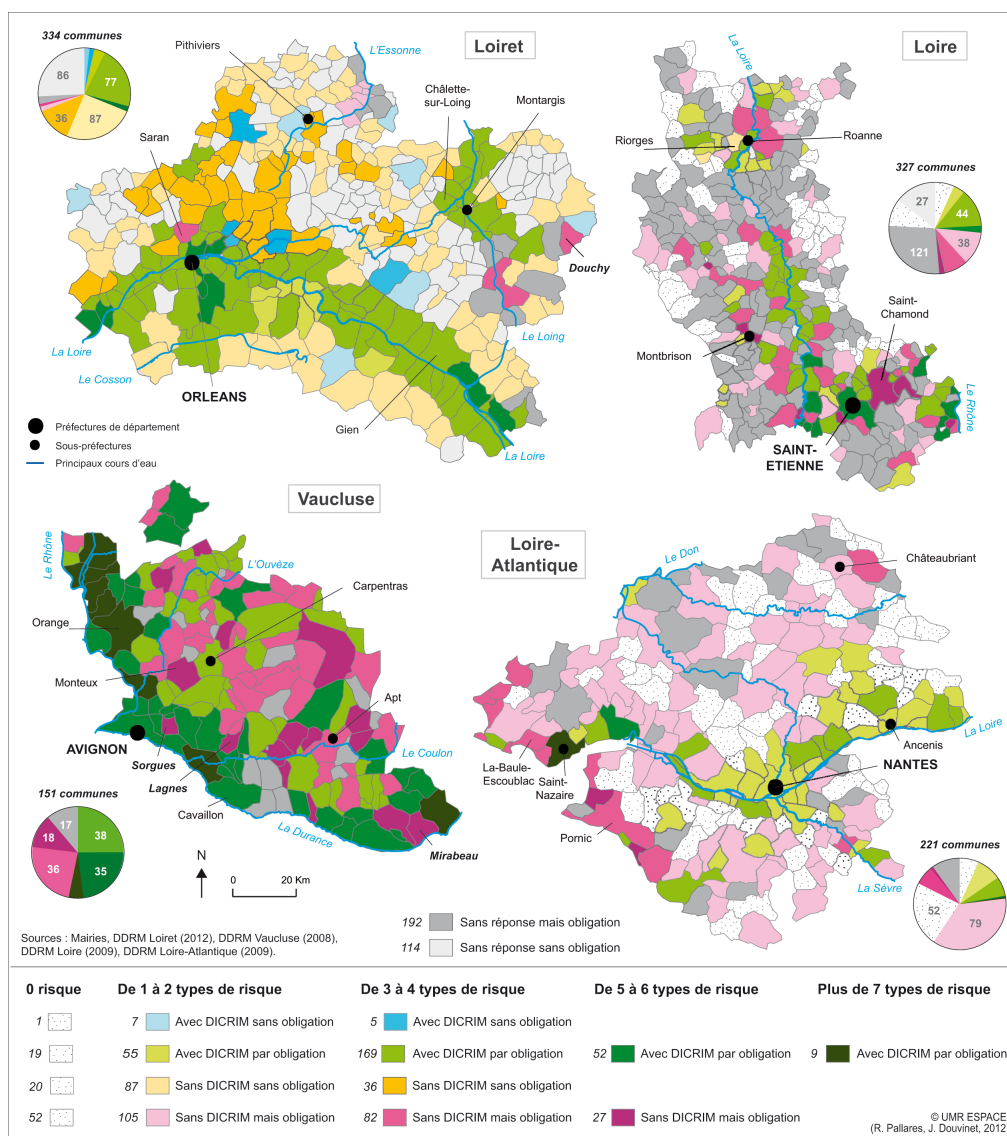 334 communes
86
77
36
87
Pithiviers
L'Essonne
Loiret
Châlette-
sur-Loing
Montargis
Saran
Douchy
La Loire
Le Cosson
Le Loing
ORLEANS
Gien
La Loire
Préfectures de département
Sous-préfectures
Principaux cours d'eau
Loire
La Loire
Riorges
Roanne
327 communes
27
44
38
121
Saint-
Chamond
Montbrison
Le Rhône
SAINT-
ETIENNE
Vaucluse
Le Rhône
L'Ouvèze
Carpentras
Orange
Monteux
Apt
AVIGNON
Le Coulon
Sorgues
Lagnes
Cavaillon
La Durance
Mirabeau
151 communes
17
38
18
35
36
N
0 20 Km
Loire-
Atlantique
Le Don
Châteaubriant
La Loire
Ancenis
NANTES
La-Baule-
Escoublac
Saint-
Nazaire
Pornic
La Sèvre
221 communes
52
79
Sources : Mairies, DDRM Loiret (2012), DDRM Vaucluse (2008),
DDRM Loire (2009), DDRM Loire-Atlantique (2009).
192 Sans réponse mais obligation
114 Sans réponse sans obligation
0 risque De 1 à 2 types de risque De 3 à 4 types de risque De 5 à 6 types de risque Plus de 7 types de risque
1 7 Avec DICRIM sans obligation 5 Avec DICRIM sans obligation
19 55 Avec DICRIM par obligation 169 Avec DICRIM par obligation 52 Avec DICRIM par obligation 9 Avec DICRIM par obligation
20 87 Sans DICRIM sans obligation 36 Sans DICRIM sans obligation
52 105 Sans DICRIM mais obligation 82 Sans DICRIM mais obligation 27 Sans DICRIM mais obligation
© UMR ESPACE
(R. Pallares, J. Douvinet, 2012